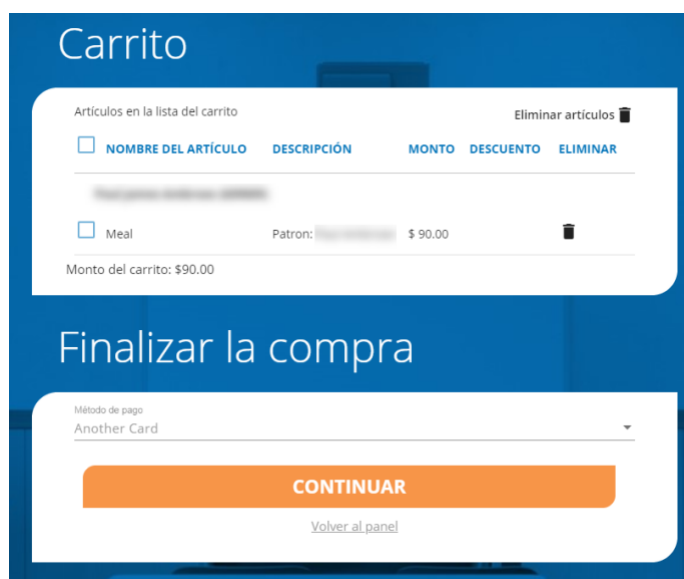 Carrito
Artículos en la lista del carrito Eliminar artículos
NOMBRE DEL ARTÍCULO DESCRIPCIÓN MONTO DESCUENTO ELIMINAR
Meal Patron: $ 90.00
Monto del carrito: $90.00
Finalizar la compra
Método de pago
Another Card
CONTINUAR
Volver al panel